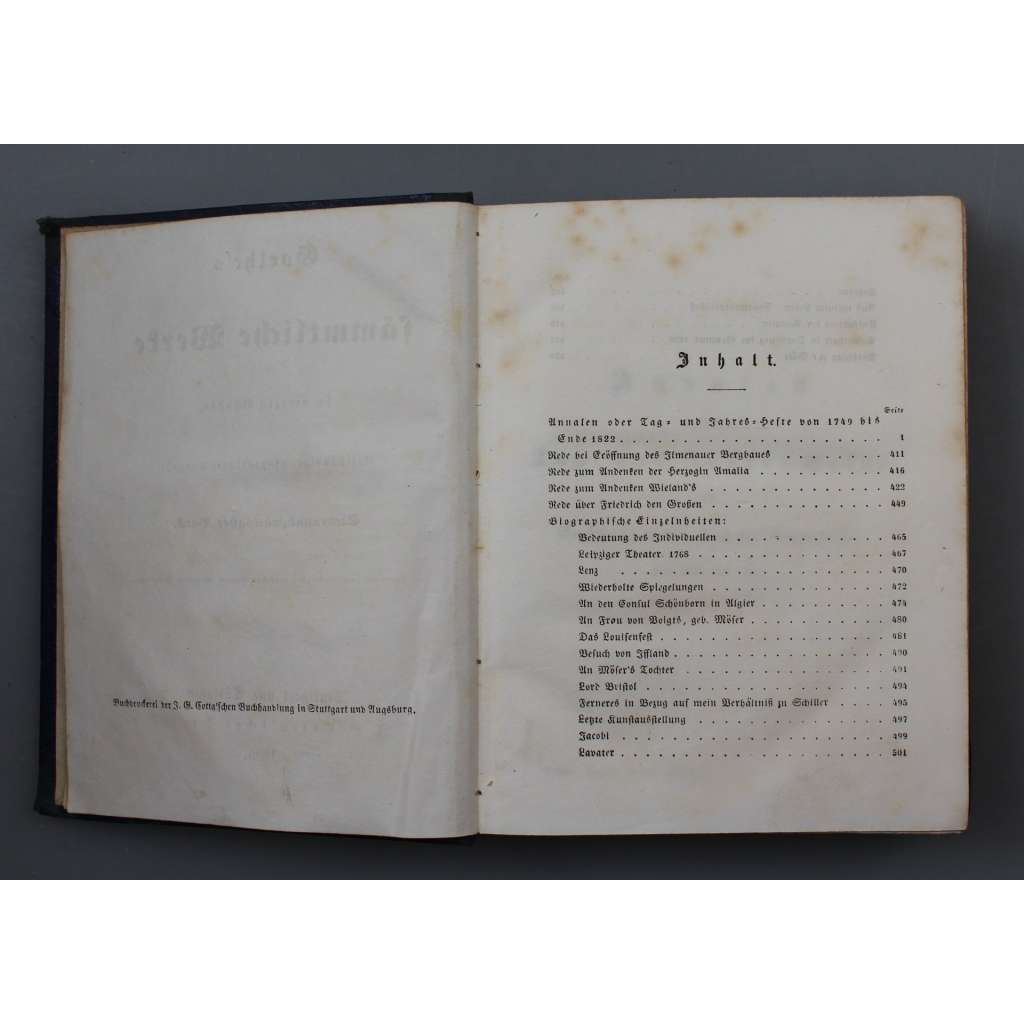 Goethe's
sämmtliche Werke
Buchdruckerei der J. G. Cotta'schen Buchhandlung in Stuttgart und Augsburg.
Inhalt.
Seite
Annalen oder Tag- und Jahres-Hefte von 1749 bis
Ende 1822 . . . . . . . . . . . . . . . . . . . . 1
Rede bei Eröffnung des Ilmenauer Bergbaues . . . . . . . . . 411
Rede zum Andenken der Herzogin Amalia . . . . . . . . . . . 416
Rede zum Andenken Wieland's . . . . . . . . . . . . . . 422
Rede über Friedrich den Großen . . . . . . . . . . . . . . 449
Biographische Einzelnheiten:
Bedeutung des Individuellen . . . . . . . . . . . . . 465
Leipziger Theater 1768 . . . . . . . . . . . . . . . 467
Lenz . . . . . . . . . . . . . . . . . . . . 470
Wiederholte Spiegelungen . . . . . . . . . . . . . . 472
An den Consul Schönborn in Algier . . . . . . . . . . . 474
An Frau von Voigts, geb. Möser . . . . . . . . . . . . 480
Das Louisenfest . . . . . . . . . . . . . . . . . 481
Besuch von Iffland . . . . . . . . . . . . . . . . 490
An Möser's Tochter . . . . . . . . . . . . . . . . 491
Lord Bristol . . . . . . . . . . . . . . . . . . 494
Ferneres in Bezug auf mein Verhältniß zu Schiller . . . . . 495
Letzte Kunstausstellung . . . . . . . . . . . . . . . 497
Jacobi . . . . . . . . . . . . . . . . . . . . 499
Lavater . . . . . . . . . . . . . . . . . . . 501